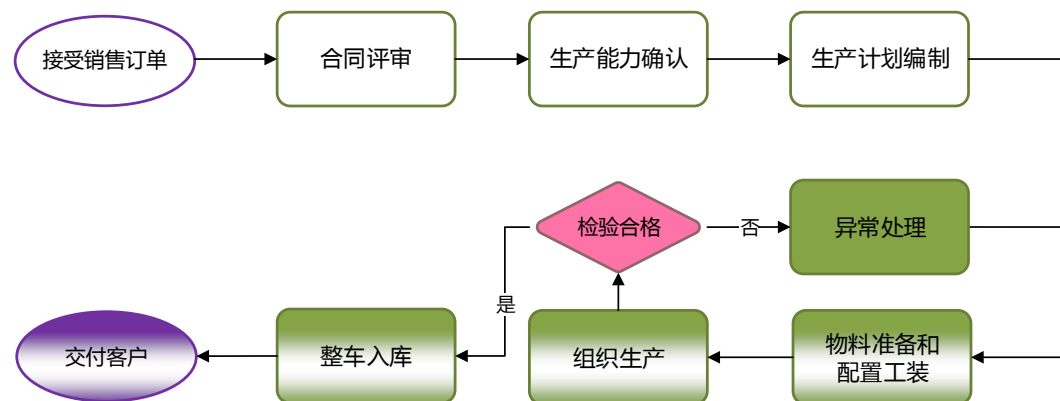 接受销售订单
合同评审
生产能力确认
生产计划编制
检验合格
否
异常处理
是
交付客户
整车入库
组织生产
物料准备和
配置工装